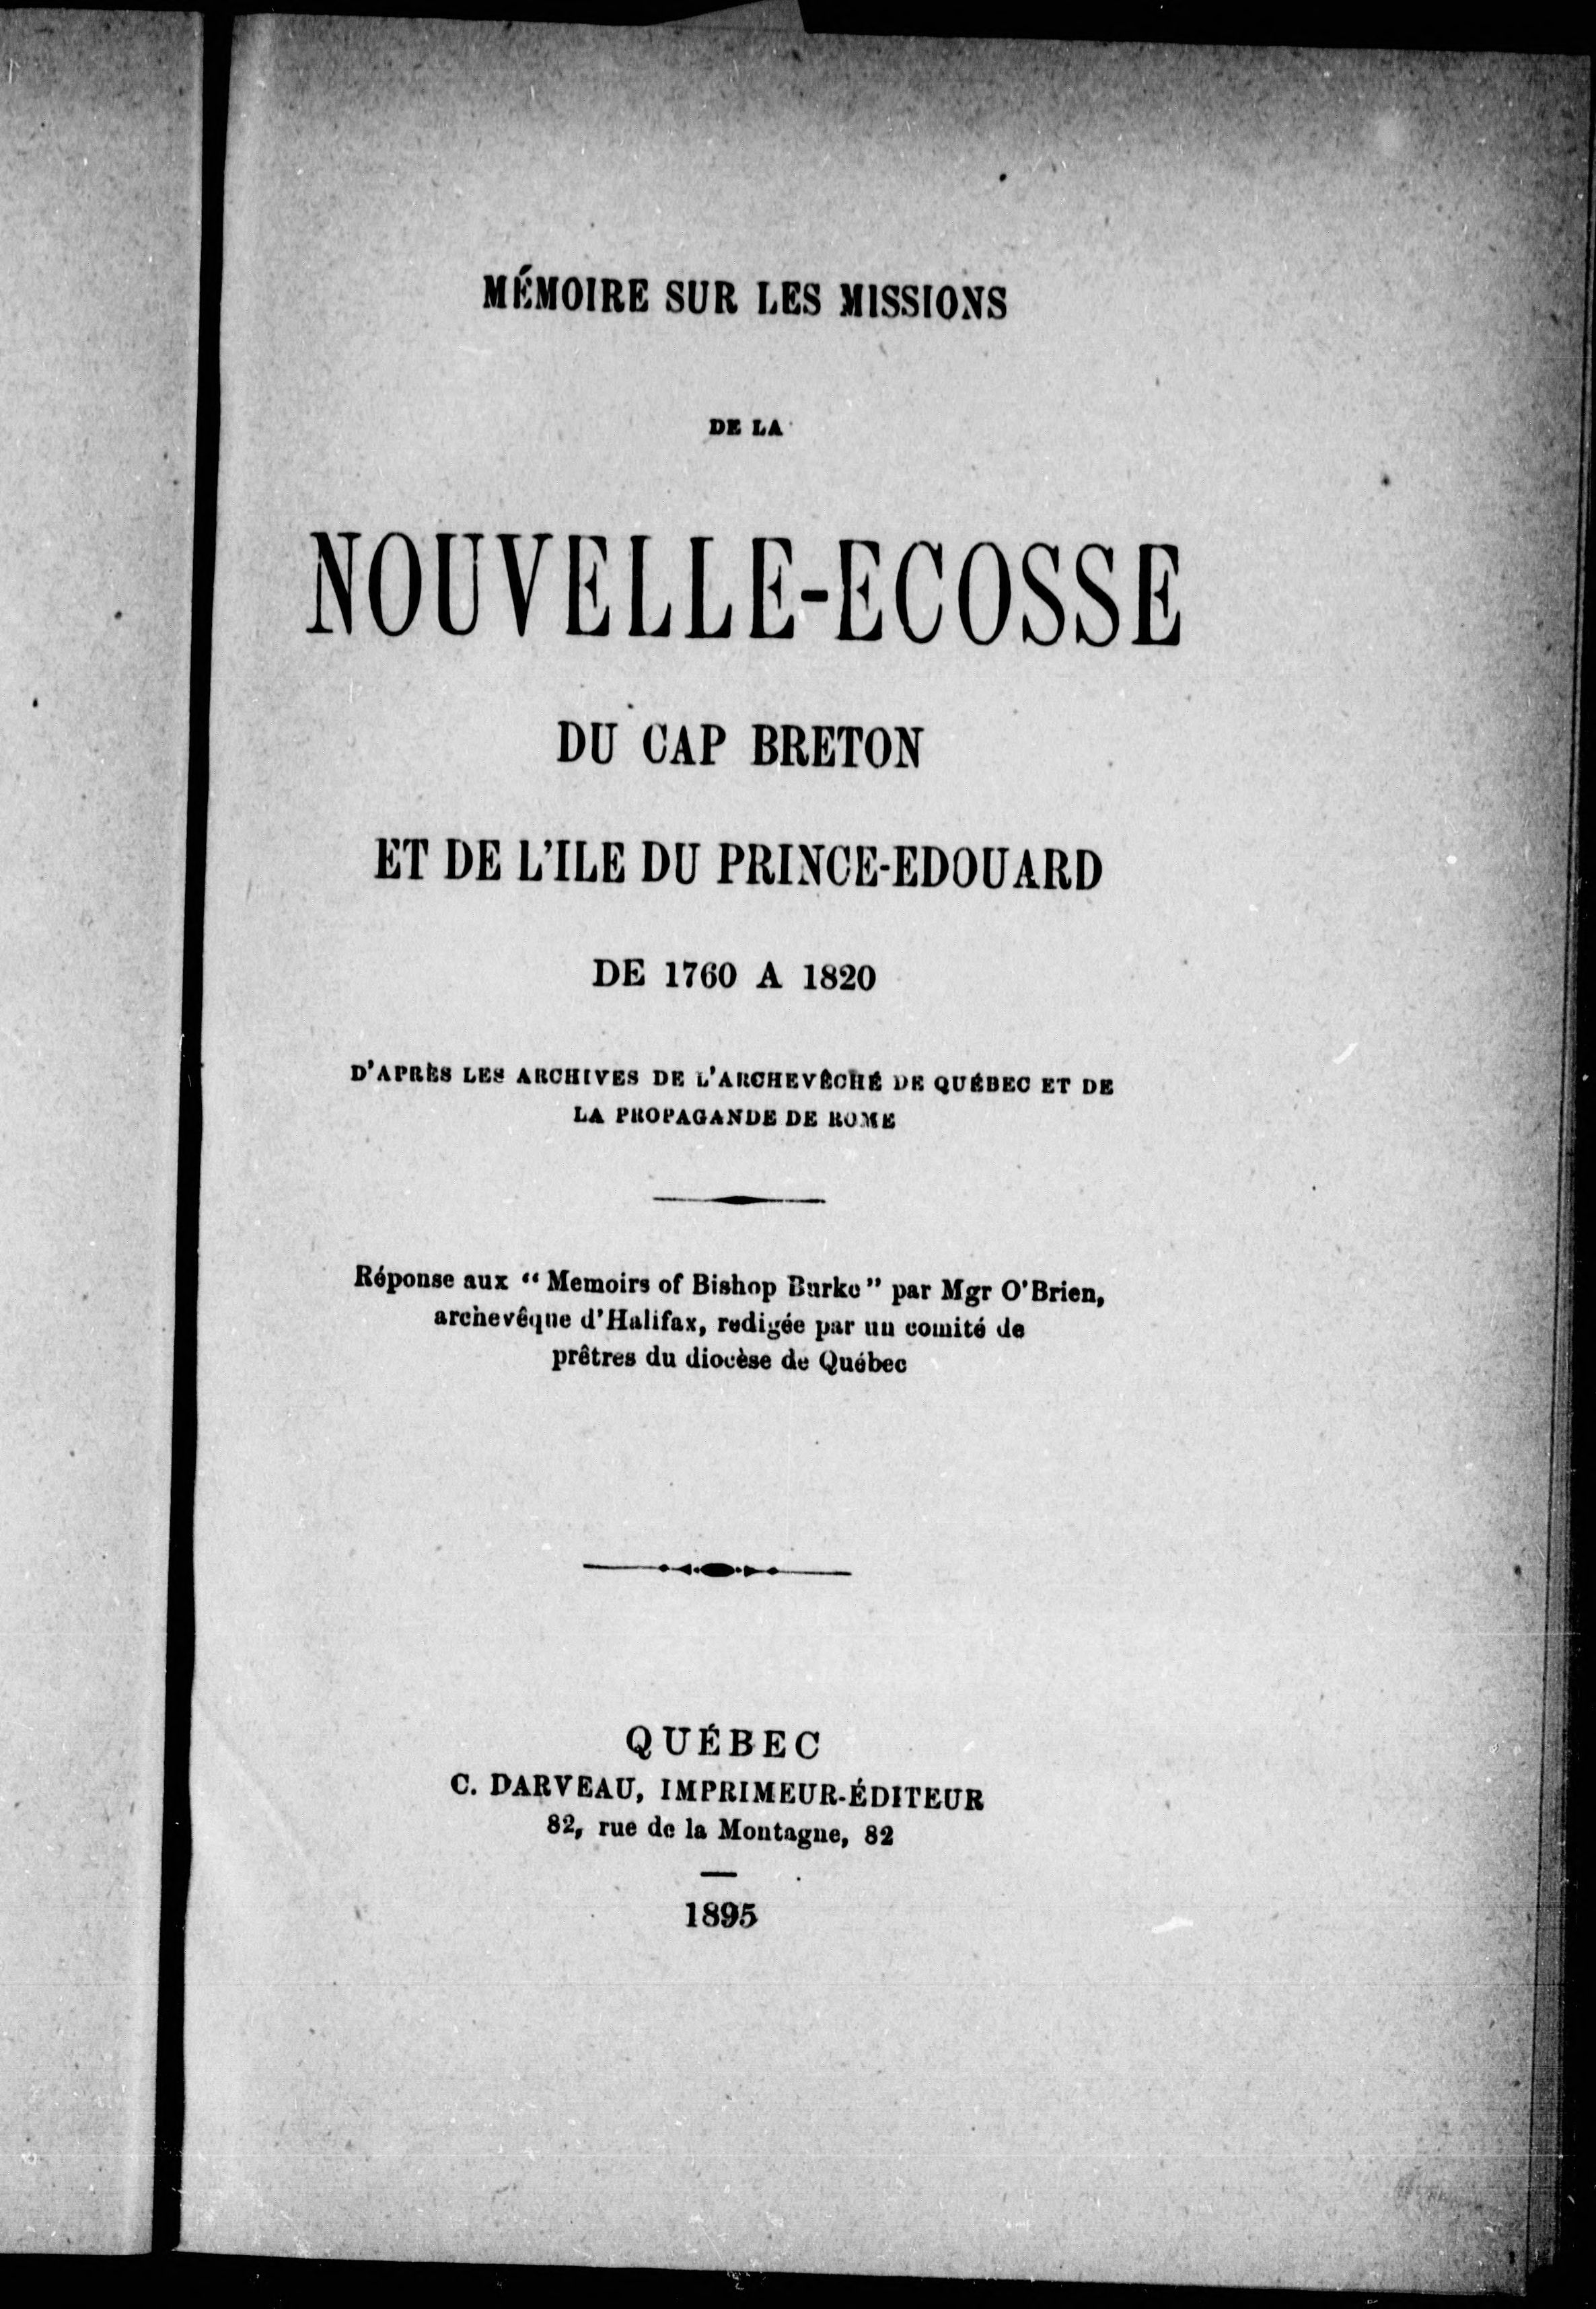 MÉMOIRE SUR LES MISSIONS
DE LA
NOUVELLE-ECOSSE
DU CAP BRETON
ET DE L'ILE DU PRINCE-EDOUARD
DE 1760 A 1820
D'APRÈS LES ARCHIVES DE L'ARCHEVÊCHÉ DE QUÉBEC ET DE
LA PROPAGANDE DE ROME
Réponse aux “ Memoirs of Bishop Burke ” par Mgr O'Brien,
archevêque d'Halifax, redigée par un comité de
prêtres du diocèse de Québec
QUÉBEC
C. DARVEAU, IMPRIMEUR-ÉDITEUR
82, rue de la Montagne, 82
1895